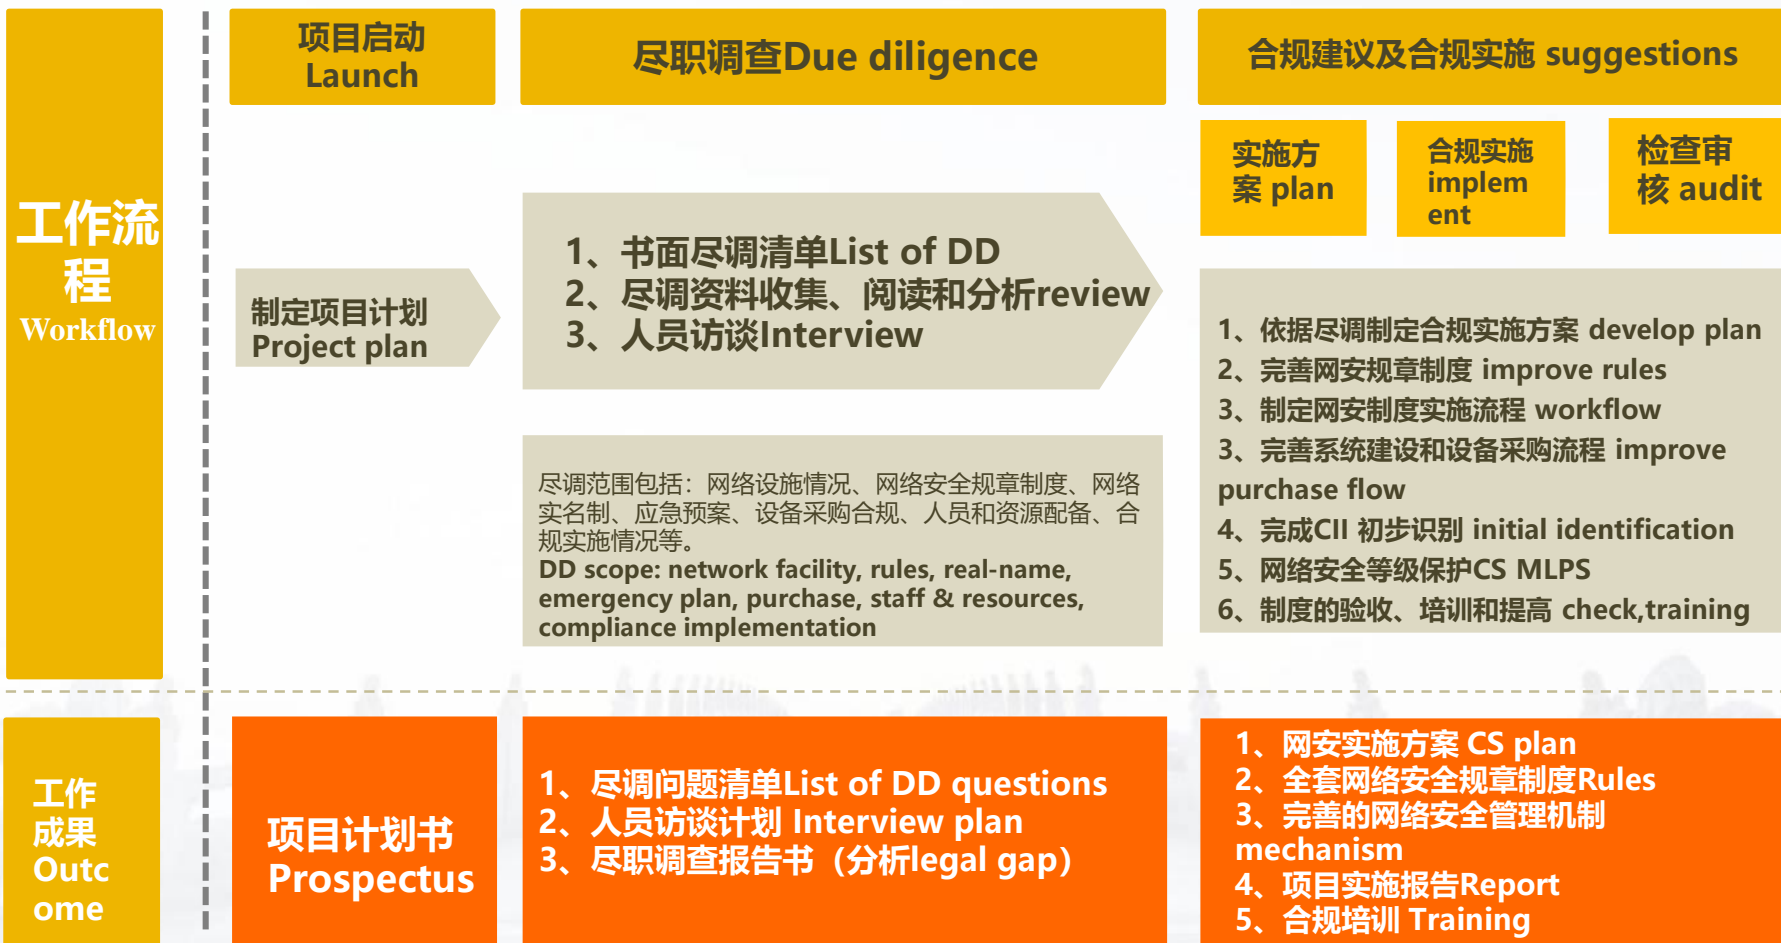 工作流
程
Workflow
项目启动
Launch
尽职调查Due diligence
合规建议及合规实施 suggestions
实施方
案 plan
合规实施
implem
ent
检查审
核 audit
制定项目计划
Project plan
1、书面尽调清单List of DD
2、尽调资料收集、阅读和分析review
3、人员访谈Interview
尽调范围包括：网络设施情况、网络安全规章制度、网络
实名制、应急预案、设备采购合规、人员和资源配备、合
规实施情况等。
DD scope: network facility, rules, real-name,
emergency plan, purchase, staff & resources,
compliance implementation
1、依据尽调制定合规实施方案 develop plan
2、完善网安规章制度 improve rules
3、制定网安制度实施流程 workflow
3、完善系统建设和设备采购流程 improve
purchase flow
4、完成CII 初步识别 initial identification
5、网络安全等级保护CS MLPS
6、制度的验收、培训和提高 check,training
工作
成果
Outc
ome
项目计划书
Prospectus
1、尽调问题清单List of DD questions
2、人员访谈计划 Interview plan
3、尽职调查报告书（分析legal gap）
1、网安实施方案 CS plan
2、全套网络安全规章制度Rules
3、完善的网络安全管理机制
mechanism
4、项目实施报告Report
5、合规培训 Training